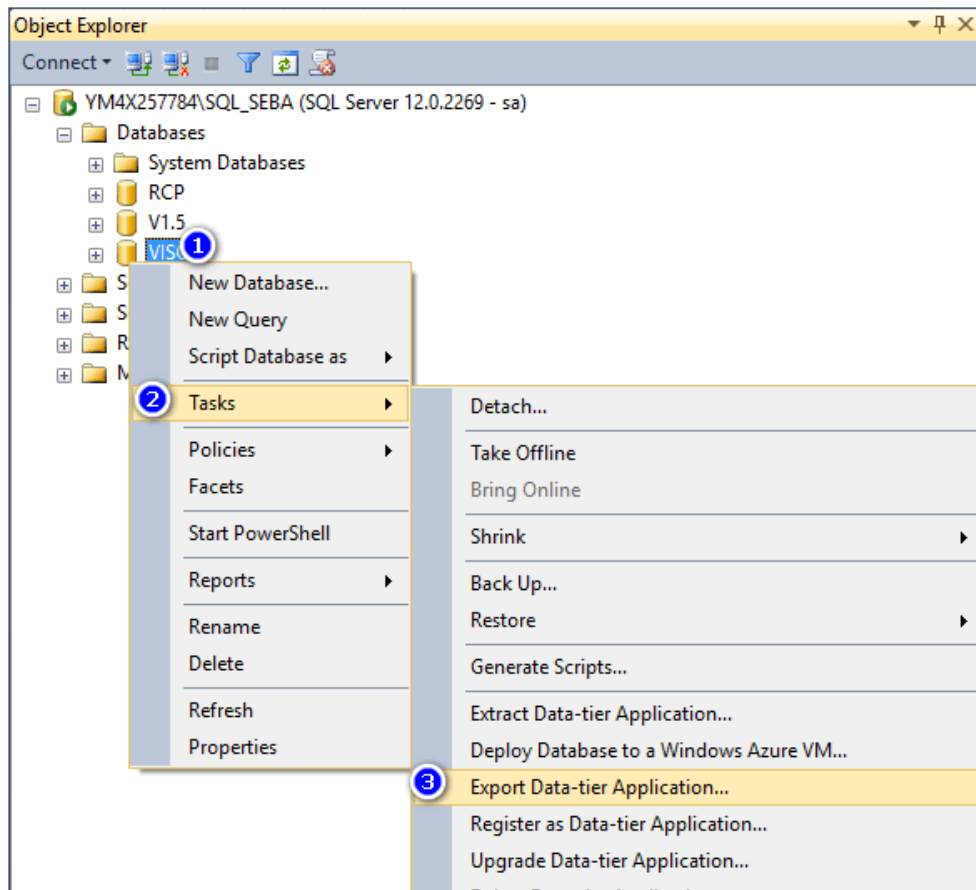 Object Explorer
Connect
YM4X257784\SQL_SEBA (SQL Server 12.0.2269 - sa)
Databases
System Databases
RCP
V1.5
1
New Database...
New Query
Script Database as
2 Tasks
Policies
Facets
Start PowerShell
Reports
Rename
Delete
Refresh
Properties
Detach...
Take Offline
Bring Online
Shrink
Back Up...
Restore
Generate Scripts...
Extract Data-tier Application...
Deploy Database to a Windows Azure VM...
3 Export Data-tier Application...
Register as Data-tier Application...
Upgrade Data-tier Application...